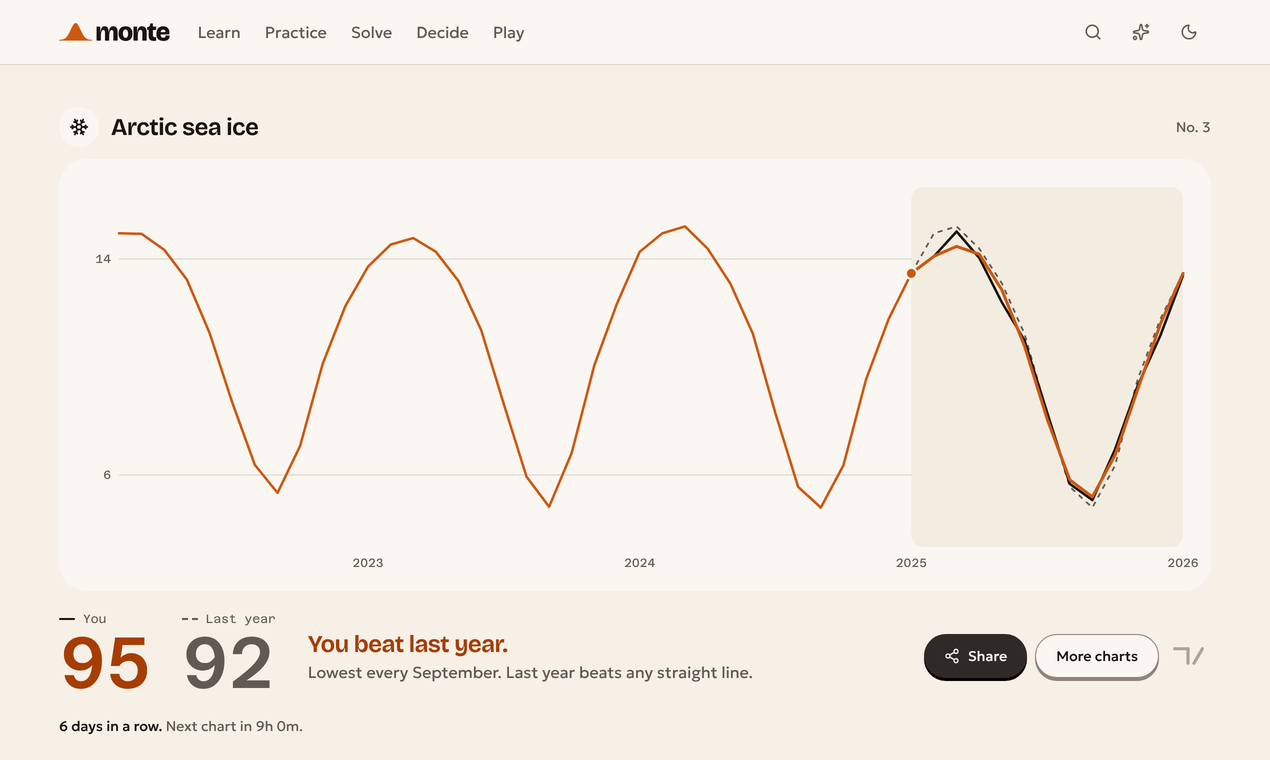 monte Learn Practice Solve Decide Play
Arctic sea ice No. 3
14
6
2023 2024 2025 2026
You Last year
95 92
You beat last year.
Lowest every September. Last year beats any straight line.
Share More charts
6 days in a row. Next chart in 9h 0m.